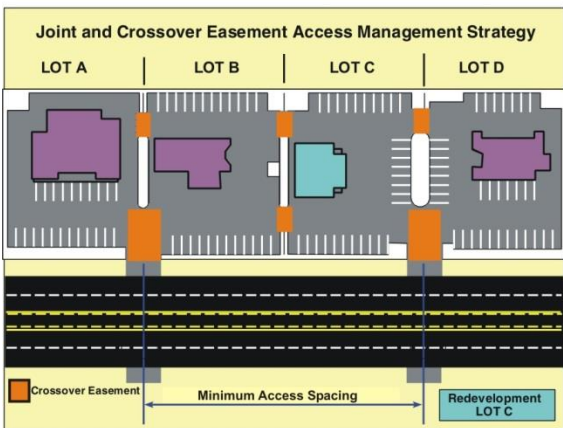 Joint and Crossover Easement Access Management Strategy
LOT A LOT B LOT C LOT D
Crossover Easement
Minimum Access Spacing
Redevelopment
LOT C